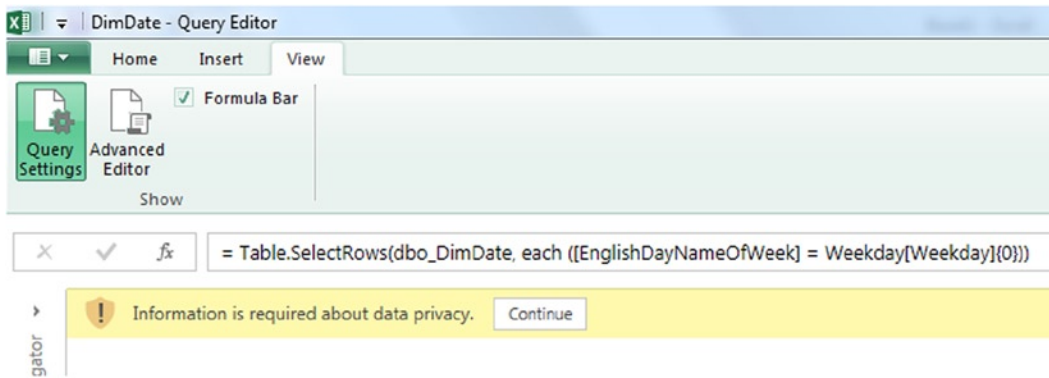 DimDate - Query Editor
Home Insert View
Formula Bar
Query Settings
Advanced Editor
Show
fx = Table.SelectRows(dbo_DimDate, each ([EnglishDayNameOfWeek] = Weekday[Weekday]{0}))
Information is required about data privacy. Continue
gator